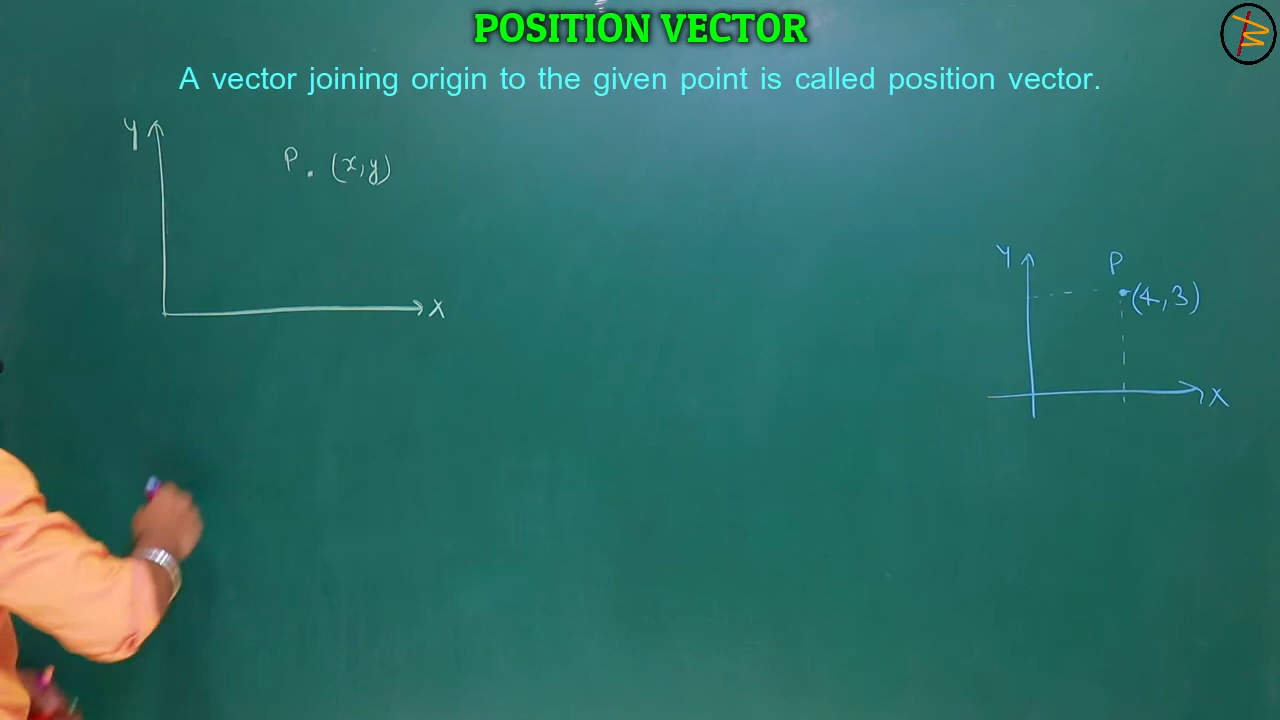 POSITION VECTOR
A vector joining origin to the given point is called position vector.
Y
P . (x,y)
X
Y
P
(4,3)
X